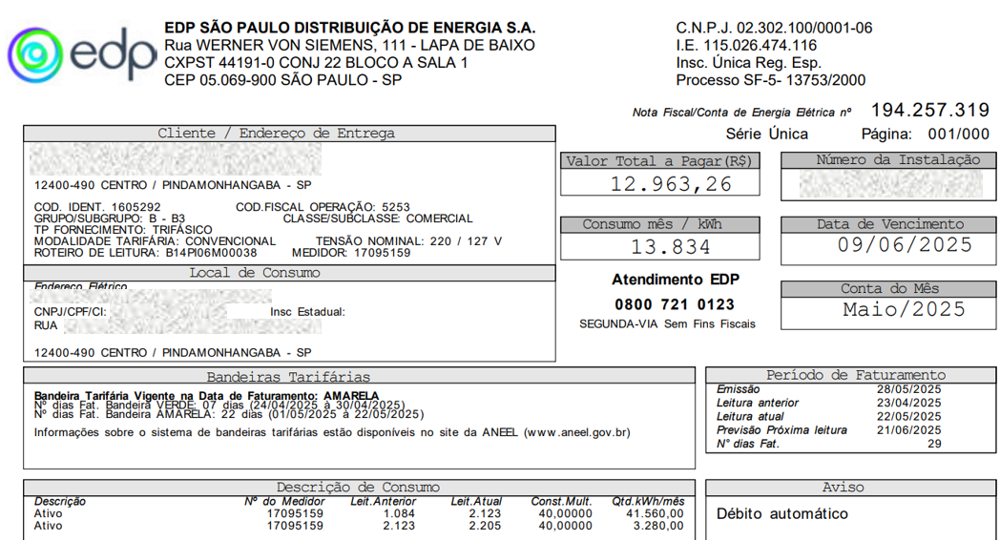 edp
EDP SÃO PAULO DISTRIBUIÇÃO DE ENERGIA S.A.
Rua WERNER VON SIEMENS, 111 - LAPA DE BAIXO
CXPST 44191-0 CONJ 22 BLOCO A SALA 1
CEP 05.069-900 SÃO PAULO - SP
C.N.P.J. 02.302.100/0001-06
I.E. 115.026.474.116
Insc. Única Reg. Esp.
Processo SF-5- 13753/2000
Nota Fiscal/Conta de Energia Elétrica nº 194.257.319
Série Única Página: 001/000
Cliente / Endereço de Entrega
12400-490 CENTRO / PINDAMONHANGABA - SP
COD. IDENT. 1605292 COD.FISCAL OPERAÇÃO: 5253
GRUPO/SUBGRUPO: B - B3 CLASSE/SUBCLASSE: COMERCIAL
TP FORNECIMENTO: TRIFÁSICO
MODALIDADE TARIFÁRIA: CONVENCIONAL TENSÃO NOMINAL: 220 / 127 V
ROTEIRO DE LEITURA: B14PI06M00038 MEDIDOR: 17095159
Valor Total a Pagar(R$)
12.963,26
Número da Instalação
Consumo mês / kWh
13.834
Data de Vencimento
09/06/2025
Atendimento EDP
0800 721 0123
SEGUNDA-VIA Sem Fins Fiscais
Conta do Mês
Maio/2025
Local de Consumo
Endereço Elétrico
CNPJ/CPF/CI: Insc Estadual:
RUA
12400-490 CENTRO / PINDAMONHANGABA - SP
Bandeiras Tarifárias
Bandeira Tarifária Vigente na Data de Faturamento: AMARELA
Nº dias Fat. Bandeira VERDE: 07 dias (24/04/2025 à 30/04/2025)
Nº dias Fat. Bandeira AMARELA: 22 dias (01/05/2025 à 22/05/2025)
Informações sobre o sistema de bandeiras tarifárias estão disponíveis no site da ANEEL (www.aneel.gov.br)
Período de Faturamento
Emissão 28/05/2025
Leitura anterior 23/04/2025
Leitura atual 22/05/2025
Previsão Próxima leitura 21/06/2025
N° dias Fat. 29
Descrição de Consumo
Descrição Nº do Medidor Leit.Anterior Leit.Atual Const.Mult. Qtd.kWh/mês
Ativo 17095159 1.084 2.123 40,00000 41.560,00
Ativo 17095159 2.123 2.205 40,00000 3.280,00
Aviso
Débito automático